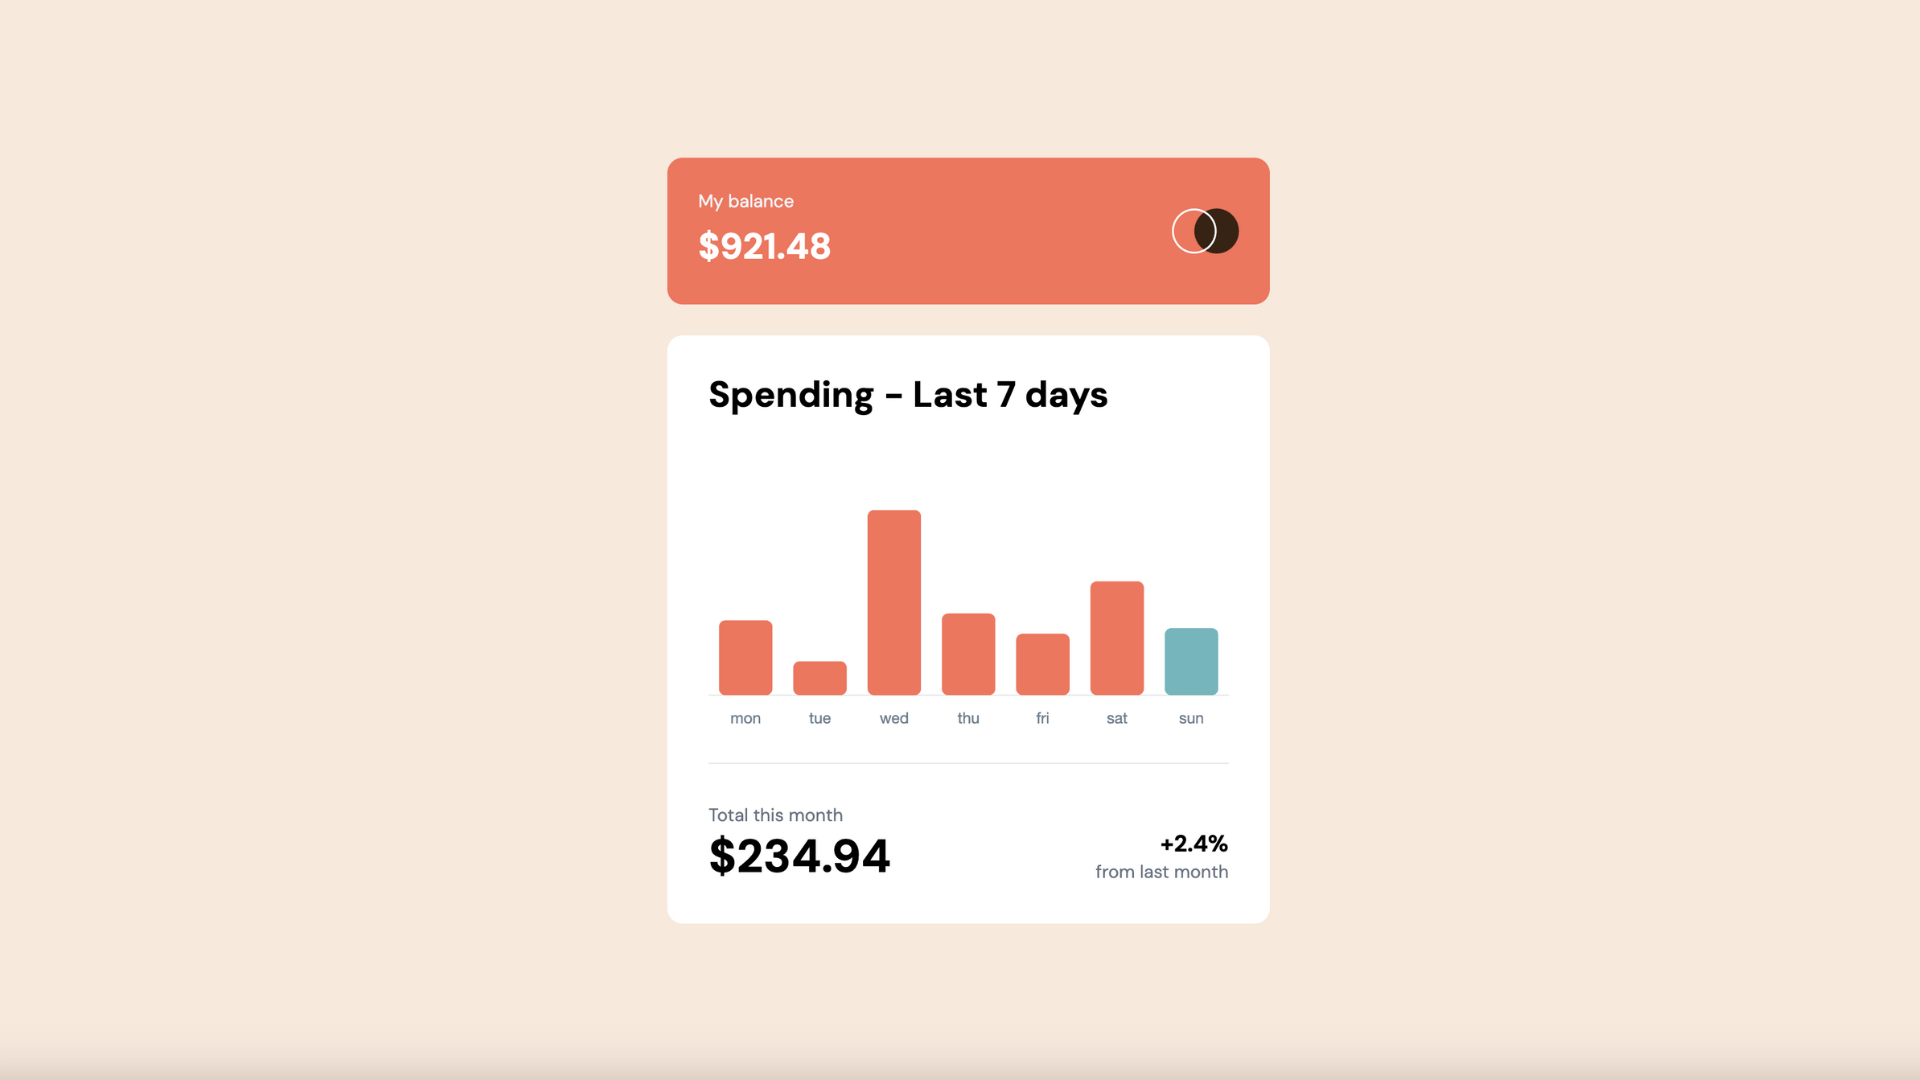 My balance
$921.48
Spending - Last 7 days
mon tue wed thu fri sat sun
Total this month
$234.94
+2.4%
from last month